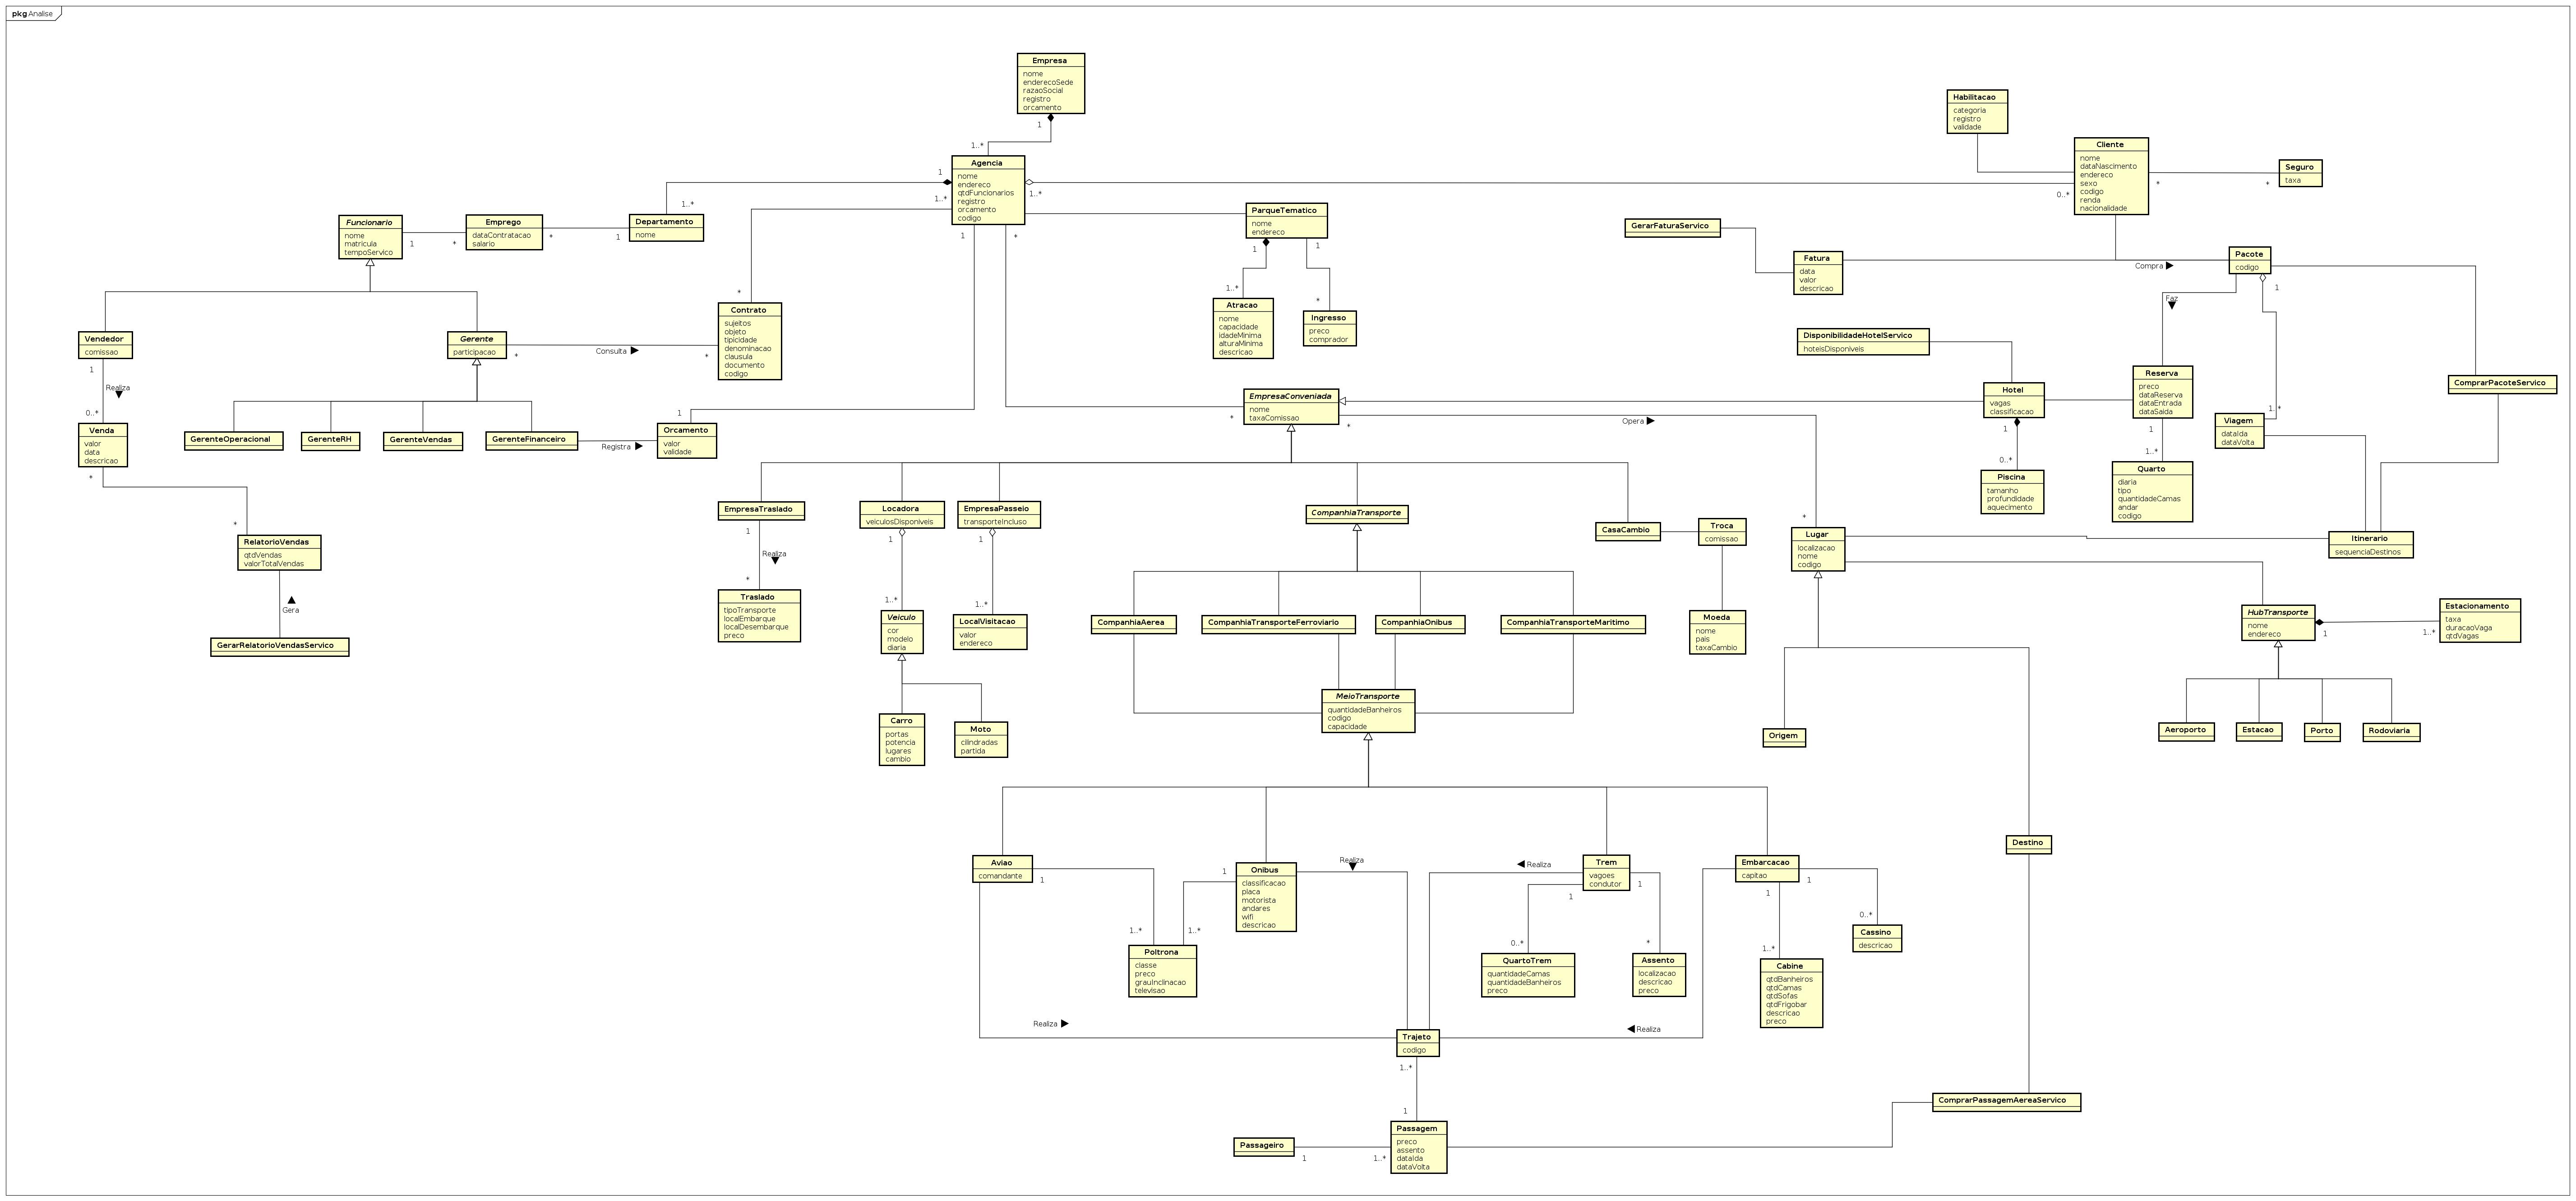 pkg Analise
Empresa
nome
enderecoSede
razaoSocial
registro
orcamento
1
1..*
Agencia
nome
endereco
qtdFuncionarios
registro
orcamento
codigo
1
1..*
1..*
1..*
0..*
1
*
Habilitacao
categoria
registro
validade
Cliente
nome
dataNascimento
endereco
sexo
codigo
renda
nacionalidade
*
*
Seguro
taxa
Funcionario
nome
matricula
tempoServico
1
*
Emprego
dataContratacao
salario
*
1
Departamento
nome
ParqueTematico
nome
endereco
1
1
1..*
*
Atracao
nome
capacidade
idadeMinima
alturaMinima
descricao
Ingresso
preco
comprador
GerarFaturaServico
Fatura
data
valor
descricao
Compra
Pacote
codigo
Faz
1
1..*
Vendedor
comissao
1
Realiza
0..*
Gerente
participacao
*
Consulta
*
*
Contrato
sujeitos
objeto
tipicidade
denominacao
clausula
documento
codigo
DisponibilidadeHotelServico
hoteisDisponiveis
Hotel
vagas
classificacao
1
0..*
Reserva
preco
dataReserva
dataEntrada
dataSaida
1
1..*
ComprarPacoteServico
EmpresaConveniada
nome
taxaComissao
*
*
Opera
*
Venda
valor
data
descricao
*
*
GerenteOperacional
GerenteRH
GerenteVendas
GerenteFinanceiro
Registra
1
Orcamento
valor
validade
Viagem
dataIda
dataVolta
Piscina
tamanho
profundidade
aquecimento
Quarto
diaria
tipo
quantidadeCamas
andar
codigo
RelatorioVendas
qtdVendas
valorTotalVendas
Gera
GerarRelatorioVendasServico
EmpresaTraslado
1
Realiza
*
Traslado
tipoTransporte
localEmbarque
localDesembarque
preco
Locadora
veiculosDisponiveis
1
1..*
EmpresaPasseio
transporteIncluso
1
1..*
CompanhiaTransporte
CasaCambio
Troca
comissao
Lugar
localizacao
nome
codigo
Itinerario
sequenciaDestinos
Veiculo
cor
modelo
diaria
LocalVisitacao
valor
endereco
CompanhiaAerea
CompanhiaTransporteFerroviario
CompanhiaOnibus
CompanhiaTransporteMaritimo
Moeda
nome
pais
taxaCambio
HubTransporte
nome
endereco
1
1..*
Estacionamento
taxa
duracaoVaga
qtdVagas
Carro
portas
potencia
lugares
cambio
Moto
cilindradas
partida
MeioTransporte
quantidadeBanheiros
codigo
capacidade
Origem
Aeroporto
Estacao
Porto
Rodoviaria
Destino
Aviao
comandante
1
1..*
1
1..*
Onibus
classificacao
placa
motorista
andares
wifi
descricao
Realiza
Realiza
Trem
vagoes
condutor
1
0..*
1
*
Embarcacao
capitao
1
1..*
1
0..*
Cassino
descricao
Poltrona
classe
preco
grauInclinacao
televisao
QuartoTrem
quantidadeCamas
quantidadeBanheiros
preco
Assento
localizacao
descricao
preco
Cabine
qtdBanheiros
qtdCamas
qtdSofas
qtdFrigobar
descricao
preco
Realiza
Realiza
Trajeto
codigo
1..*
1
ComprarPassagemAereaServico
Passageiro
1
1..*
Passagem
preco
assento
dataIda
dataVolta